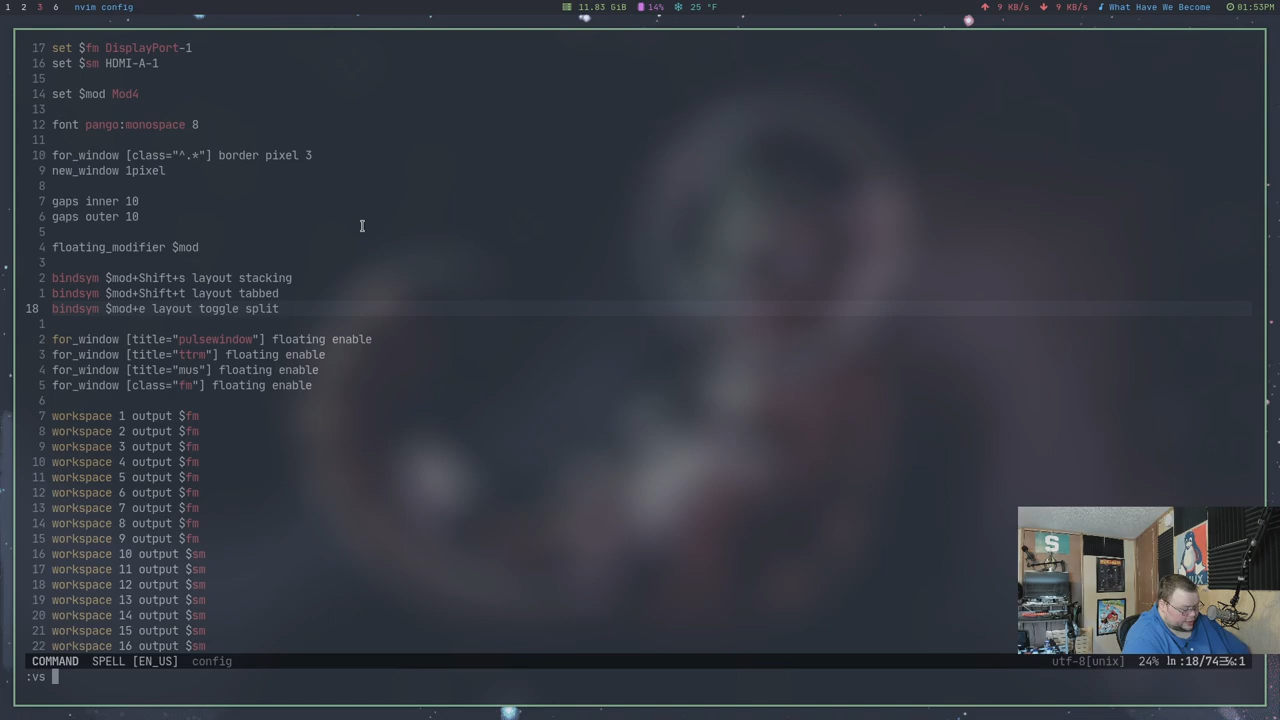 1 2 3 6 nvim config 11.83 GiB 14% 25 °F 9 KB/s 9 KB/s What Have We Become 01:53PM
17 set $fm DisplayPort-1
16 set $sm HDMI-A-1
15
14 set $mod Mod4
13
12 font pango:monospace 8
11
10 for_window [class="^.*"] border pixel 3
9 new_window 1pixel
8
7 gaps inner 10
6 gaps outer 10
5
4 floating_modifier $mod
3
2 bindsym $mod+Shift+s layout stacking
1 bindsym $mod+Shift+t layout tabbed
18 bindsym $mod+e layout toggle split
1
2 for_window [title="pulsewindow"] floating enable
3 for_window [title="ttrm"] floating enable
4 for_window [title="mus"] floating enable
5 for_window [class="fm"] floating enable
6
7 workspace 1 output $fm
8 workspace 2 output $fm
9 workspace 3 output $fm
10 workspace 4 output $fm
11 workspace 5 output $fm
12 workspace 6 output $fm
13 workspace 7 output $fm
14 workspace 8 output $fm
15 workspace 9 output $fm
16 workspace 10 output $sm
17 workspace 11 output $sm
18 workspace 12 output $sm
19 workspace 13 output $sm
20 workspace 14 output $sm
21 workspace 15 output $sm
22 workspace 16 output $sm
S
COMMAND SPELL [EN_US] config utf-8[unix] 24% ln :18/74
:vs